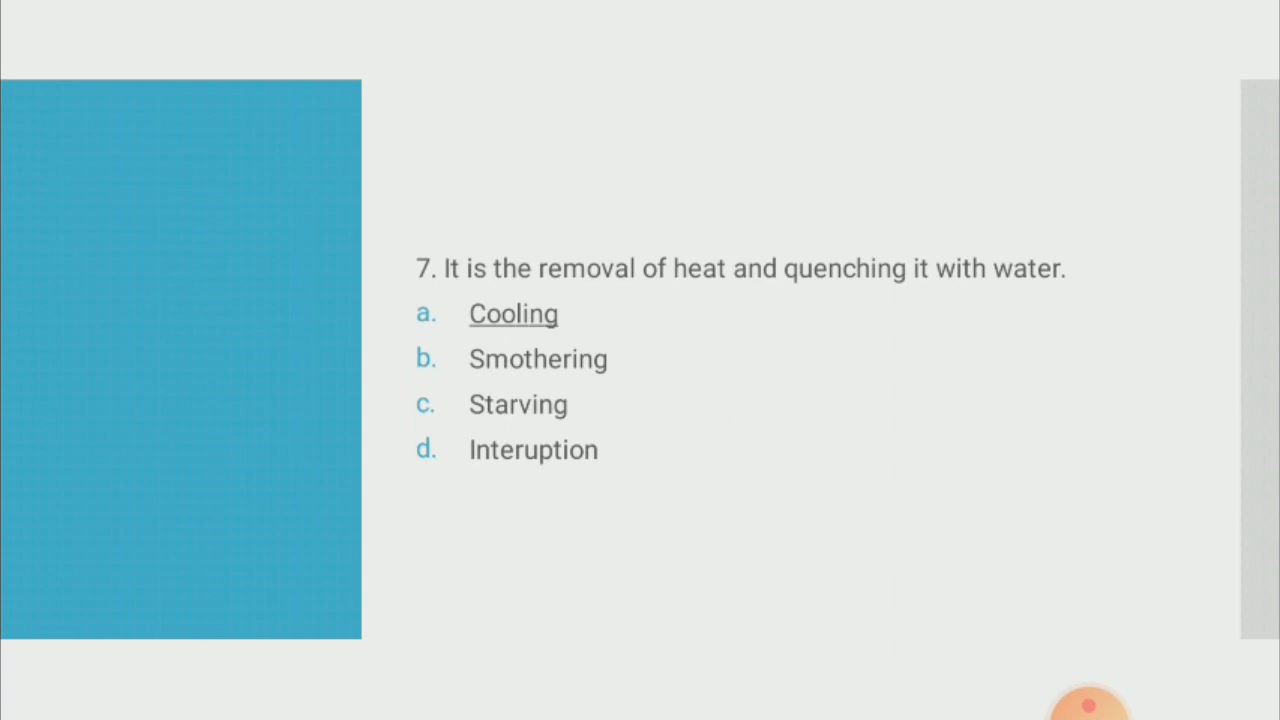 7. It is the removal of heat and quenching it with water.
a. Cooling
b. Smothering
c. Starving
d. Interuption